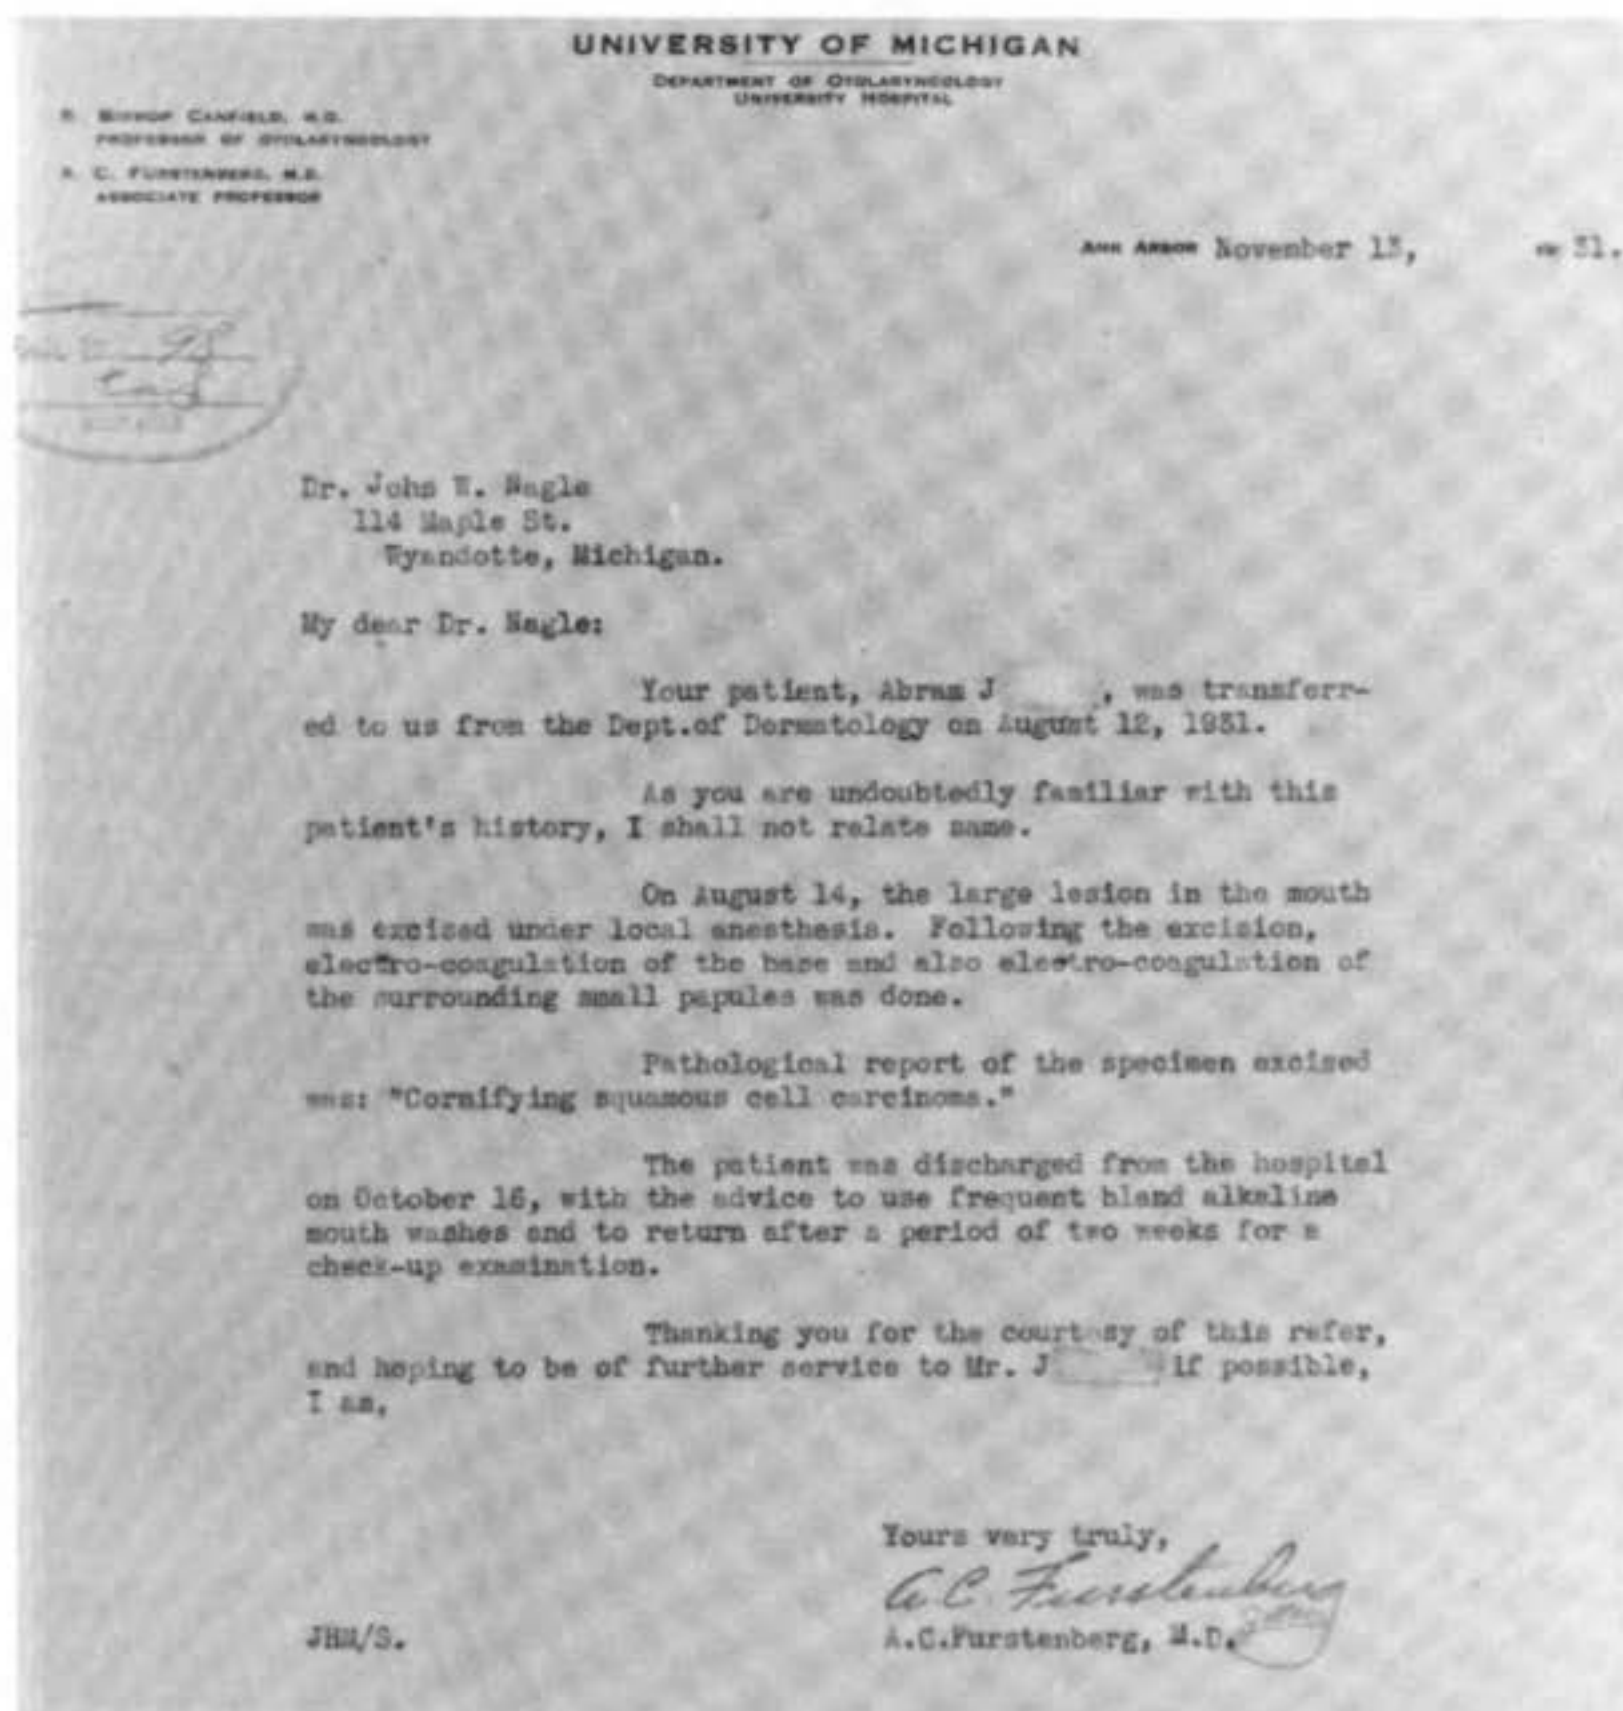 UNIVERSITY OF MICHIGAN
DEPARTMENT OF OTOLARYNGOLOGY
UNIVERSITY HOSPITAL
R. BISHOP CANFIELD, M.D.
PROFESSOR OF OTOLARYNGOLOGY
A. C. FURSTENBERG, M.D.
ASSOCIATE PROFESSOR
ANN ARBOR November 13, 31.
Dr. John W. Nagle
114 Maple St.
Wyandotte, Michigan.
My dear Dr. Nagle:
Your patient, Abram J , was transferr-
ed to us from the Dept.of Dermatology on August 12, 1931.
As you are undoubtedly familiar with this
patient's history, I shall not relate same.
On August 14, the large lesion in the mouth
was excised under local anesthesia. Following the excision,
electro-coagulation of the base and also electro-coagulation of
the surrounding small papules was done.
Pathological report of the specimen excised
was: "Cornifying squamous cell carcinoma."
The patient was discharged from the hospital
on October 16, with the advice to use frequent bland alkaline
mouth washes and to return after a period of two weeks for a
check-up examination.
Thanking you for the courtesy of this refer,
and hoping to be of further service to Mr. J if possible,
I am,
Yours very truly,
A.C. Furstenberg
JHM/S. A.C.Furstenberg, M.D.